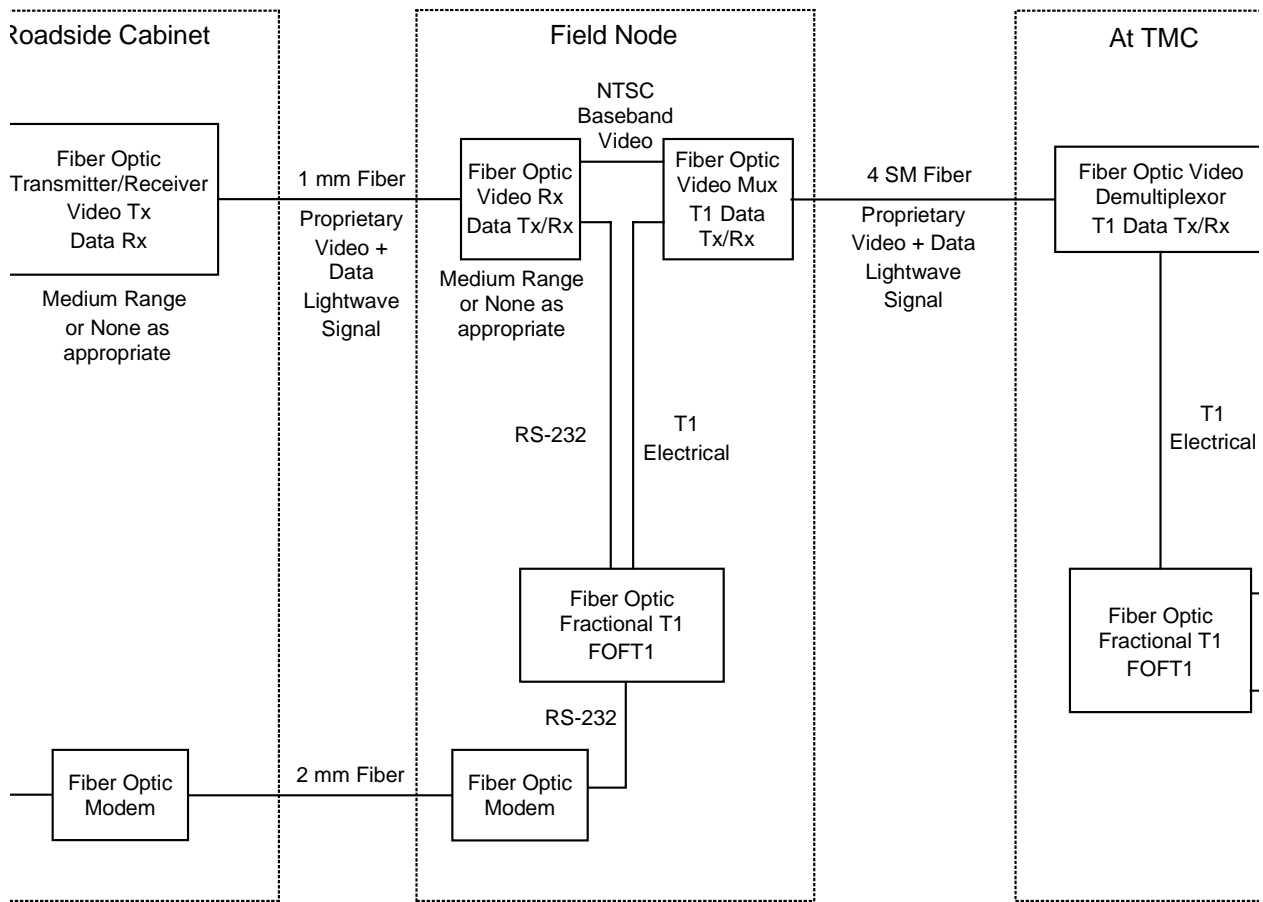 Roadside Cabinet
Field Node
At TMC
Fiber Optic
Transmitter/Receiver
Video Tx
Data Rx
Medium Range
or None as
appropriate
1 mm Fiber
Proprietary
Video +
Data
Lightwave
Signal
Fiber Optic
Video Rx
Data Tx/Rx
Medium Range
or None as
appropriate
NTSC
Baseband
Video
Fiber Optic
Video Mux
T1 Data
Tx/Rx
4 SM Fiber
Proprietary
Video + Data
Lightwave
Signal
Fiber Optic Video
Demultiplexor
T1 Data Tx/Rx
RS-232
T1
Electrical
T1
Electrical
Fiber Optic
Fractional T1
FOFT1
Fiber Optic
Fractional T1
FOFT1
RS-232
Fiber Optic
Modem
2 mm Fiber
Fiber Optic
Modem